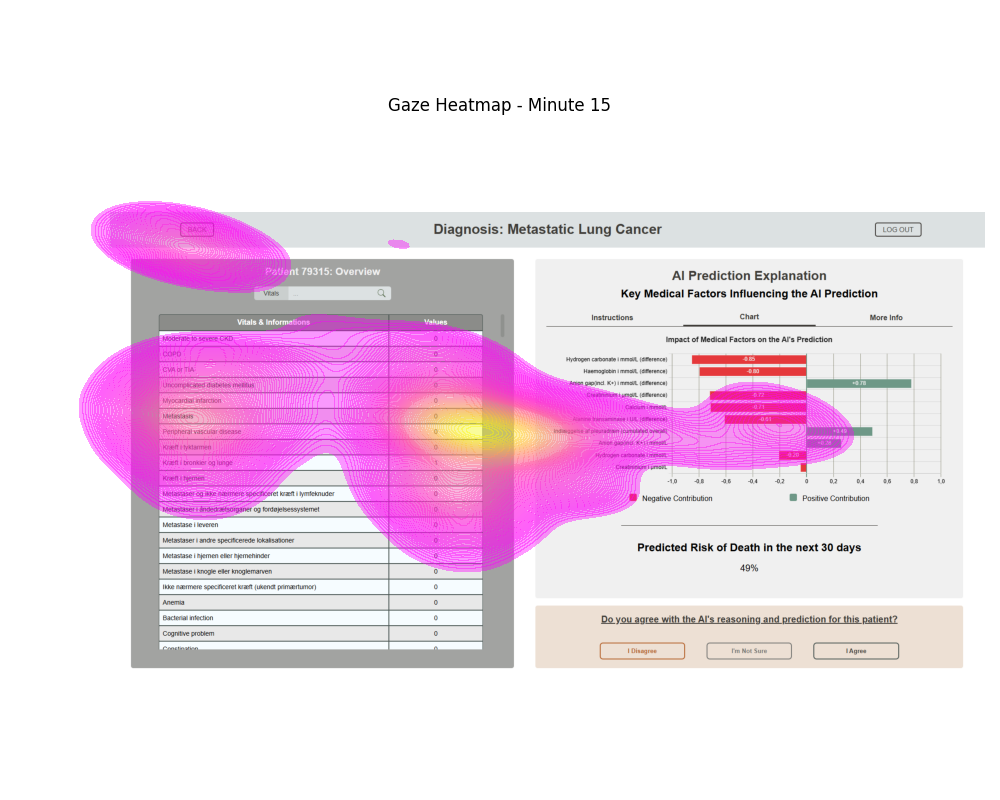 Gaze Heatmap - Minute 15
BACK
Diagnosis: Metastatic Lung Cancer
LOG OUT
Patient 79315: Overview
Vitals ...
Vitals & Informations Values
Moderate to severe CKD 0
COPD 0
CVA or TIA 0
Uncomplicated diabetes mellitus 0
Myocardial infarction 0
Metastasis 0
Peripheral vascular disease 0
Kræft i tyktarmen 0
Kræft i bronkier og lunge 1
Kræft i hjernen 0
Metastaser og ikke nærmere specificeret kræft i lymfeknuder 0
Metastaser i åndedrætsorganer og fordøjelsessystemet 0
Metastase i leveren 0
Metastaser i andre specificerede lokalisationer 0
Metastase i hjernen eller hjernehinder 0
Metastase i knogle eller knoglemarven 0
Ikke nærmere specificeret kræft (ukendt primærtumor) 0
Anemia 0
Bacterial infection 0
Cognitive problem 0
Constipation
AI Prediction Explanation
Key Medical Factors Influencing the AI Prediction
Instructions Chart More Info
Impact of Medical Factors on the AI's Prediction
Hydrogen carbonate i mmol/L (difference) -0.85
Haemoglobin i mmol/L (difference) -0.80
Anion gap(incl. K+) i mmol/L (difference) +0.78
Creatininium i µmol/L (difference) -0.72
Calcium i mmol/L -0.71
transaminase i U/L (difference) -0.61
Indlæggelse af (cumulated overall) +0.49
Anion gap(incl. K+) i mmol/L +0.26
Hydrogen carbonate i mmol/L -0.20
Creatininium i µmol/L
-1,0 -0,8 -0,6 -0,4 -0,2 0 0,2 0,4 0,6 0,8 1,0
Negative Contribution Positive Contribution
Predicted Risk of Death in the next 30 days
49%
Do you agree with the AI's reasoning and prediction for this patient?
I Disagree I'm Not Sure I Agree